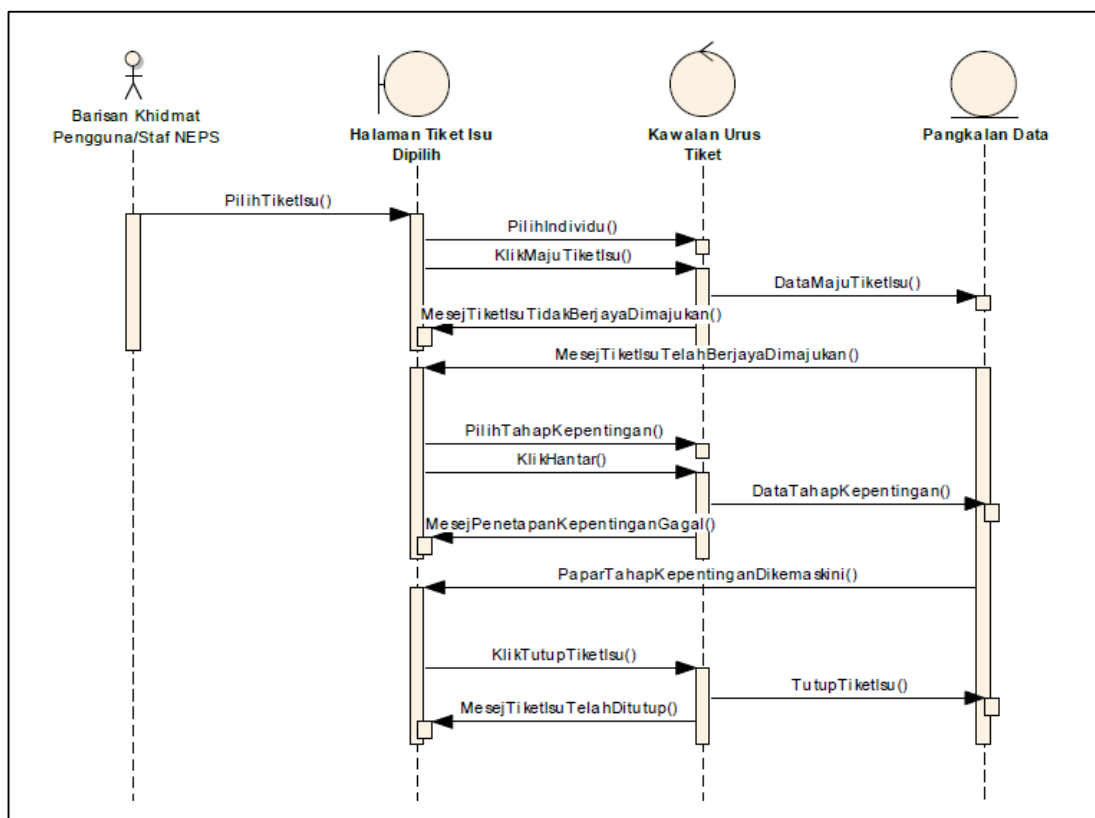 Barisan Khidmat
Pengguna/Staf NEPS
Halaman Tiket Isu
Dipilih
Kawalan Urus
Tiket
Pangkalan Data
PilihTiketIsu()
PilihIndividu()
KlikMajuTiketIsu()
DataMajuTiketIsu()
MesejTiketIsuTidakBerjayaDimajukan()
MesejTiketIsuTelahBerjayaDimajukan()
PilihTahapKepentingan()
KlikHantar()
DataTahapKepentingan()
MesejPenetapanKepentinganGagal()
PaparTahapKepentinganDikemaskini()
KlikTutupTiketIsu()
TutupTiketIsu()
MesejTiketIsuTelahDitutup()